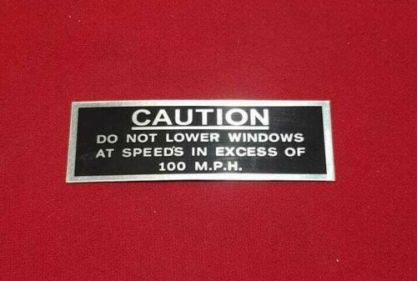 CAUTION
DO NOT LOWER WINDOWS
AT SPEEDS IN EXCESS OF
100 M.P.H.